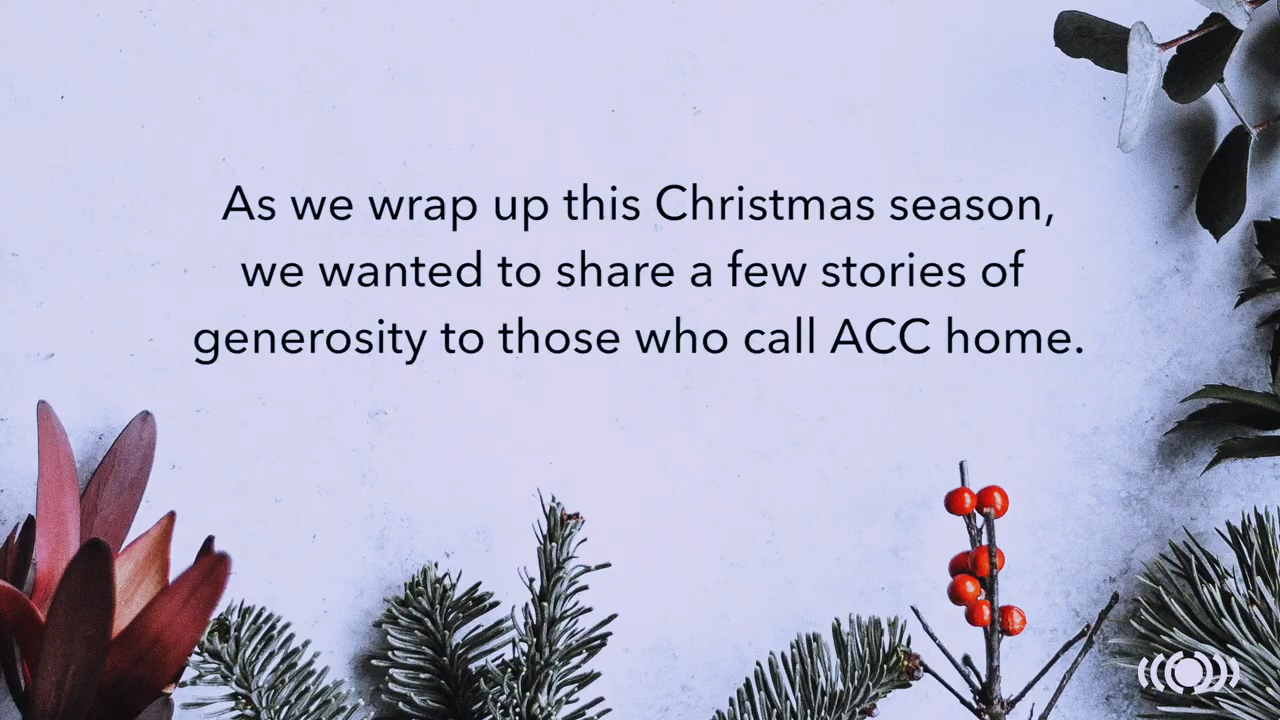 As we wrap up this Christmas season,
we wanted to share a few stories of
generosity to those who call ACC home.